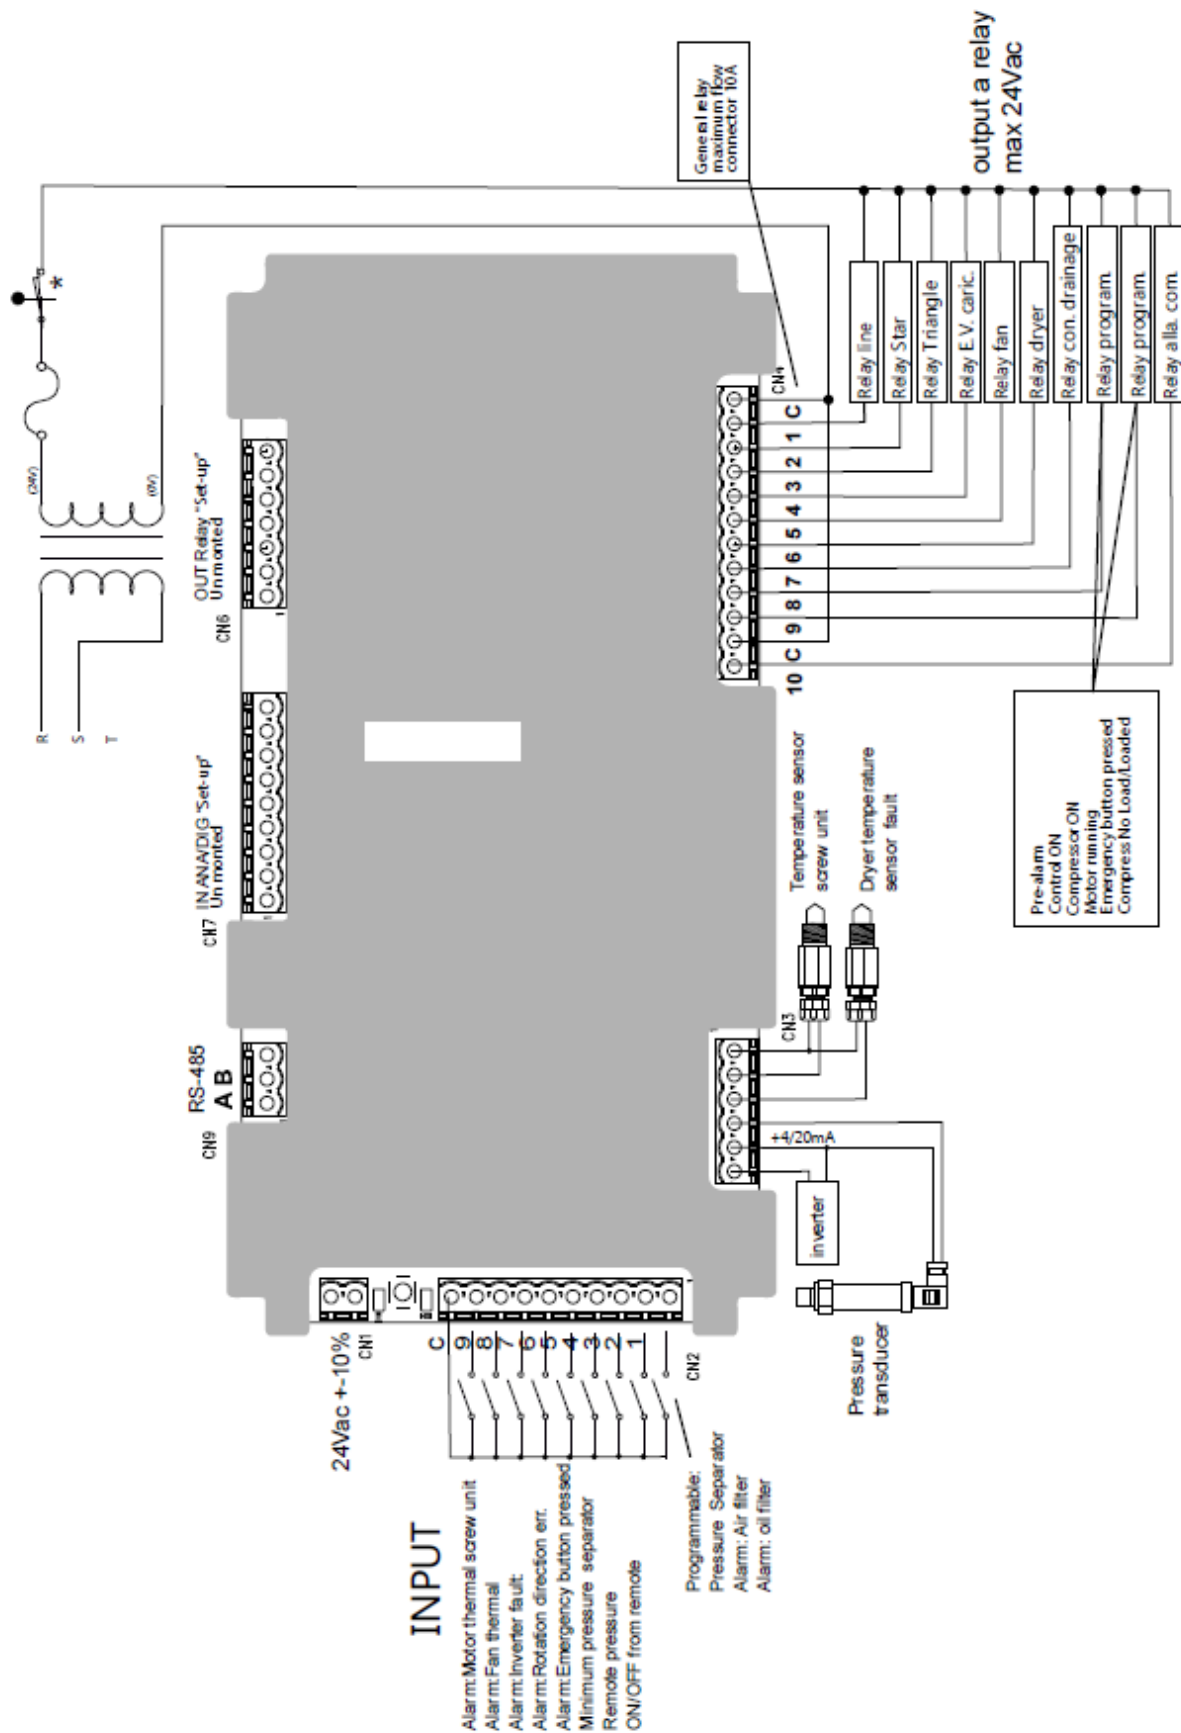 output a relay
max 24Vac
General relay
maximum flow
connector 10A
*
(24V)
(0V)
R
S
T
OUT Relay "Set-up"
Unmonted
CN6
IN ANA/DIG "Set-up"
Unmonted
CN7
RS-485
A B
CN9
24Vac +-10%
CN1
INPUT
C
9
8
7
6
5
4
3
2
1
CN2
Alarm:Motor thermal screw unit
Alarm:Fan thermal
Alarm:Inverter fault:
Alarm:Rotation direction err.
Alarm:Emergency button pressed
Minimum pressure separator
Remote pressure
ON/OFF from remote
Programmable:
Pressure Separator
Alarm: Air filter
Alarm: oil filter
CN4
10 C 9 8 7 6 5 4 3 2 1 C
Relay line
Relay Star
Relay Triangle
Relay E.V. caric.
Relay fan
Relay dryer
Relay con. drainage
Relay program.
Relay program.
Relay alla. com.
Pre-alarm
Control ON
Compressor ON
Motor running
Emergency button pressed
Compress No Load/Loaded
Temperature sensor
screw unit
Dryer temperature
sensor fault
CN3
+4/20mA
inverter
Pressure
transducer